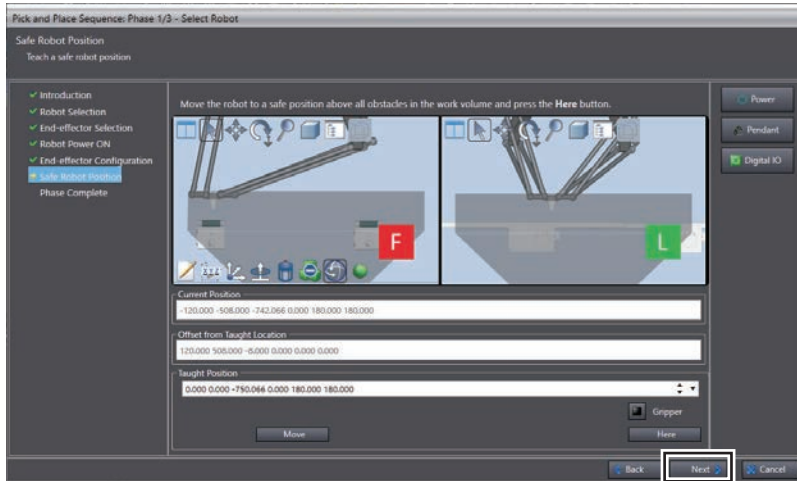 Pick and Place Sequence: Phase 1/3 - Select Robot
Safe Robot Position
Teach a safe robot position
Introduction
Robot Selection
End-effector Selection
Robot Power ON
End-effector Configuration
Safe Robot Position
Phase Complete
Move the robot to a safe position above all obstacles in the work volume and press the Here button.
F
L
Power
Pendant
Digital IO
Current Position
-120.000 -508.000 -742.066 0.000 180.000 180.000
Offset from Taught Location
120.000 508.000 -8.000 0.000 0.000 0.000
Taught Position
0.000 0.000 -750.066 0.000 180.000 180.000
Gripper
Move
Here
Back
Next
Cancel